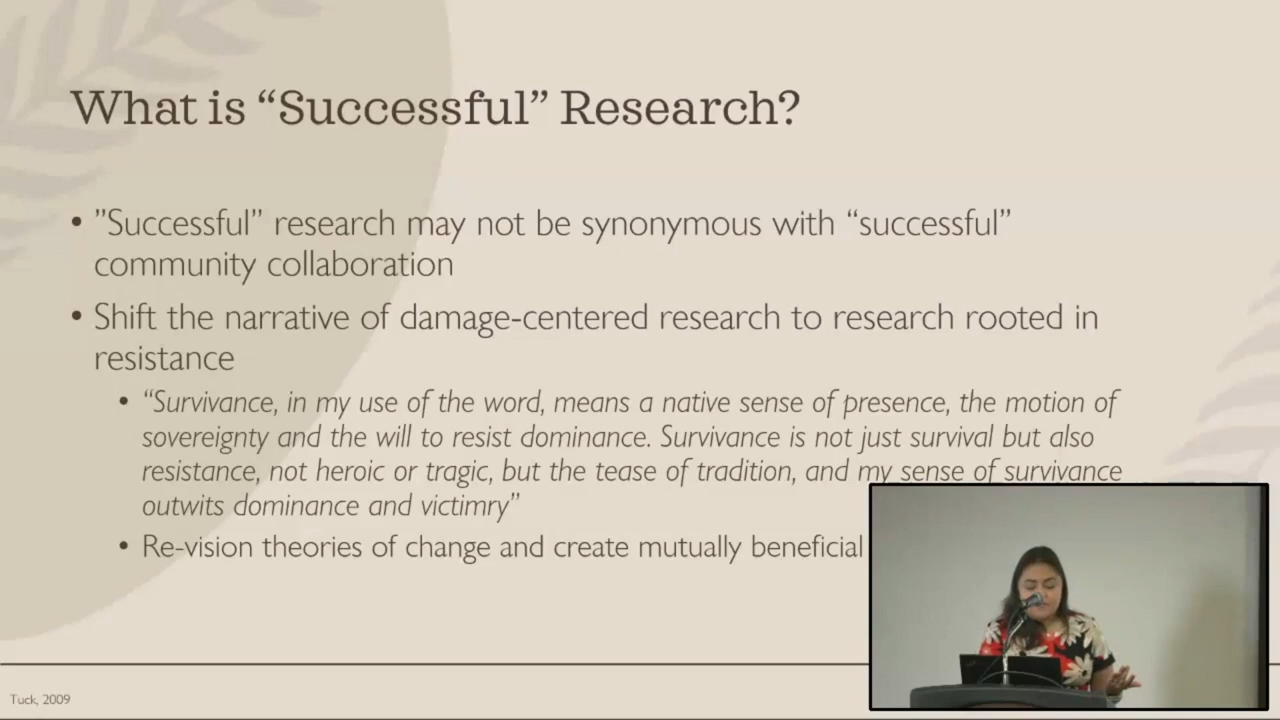 What is “Successful” Research?
• ”Successful” research may not be synonymous with “successful”
community collaboration
• Shift the narrative of damage-centered research to research rooted in
resistance
• “Survivance, in my use of the word, means a native sense of presence, the motion of
sovereignty and the will to resist dominance. Survivance is not just survival but also
resistance, not heroic or tragic, but the tease of tradition, and my sense of survivance
outwits dominance and victimry”
• Re-vision theories of change and create mutually beneficial
Tuck, 2009